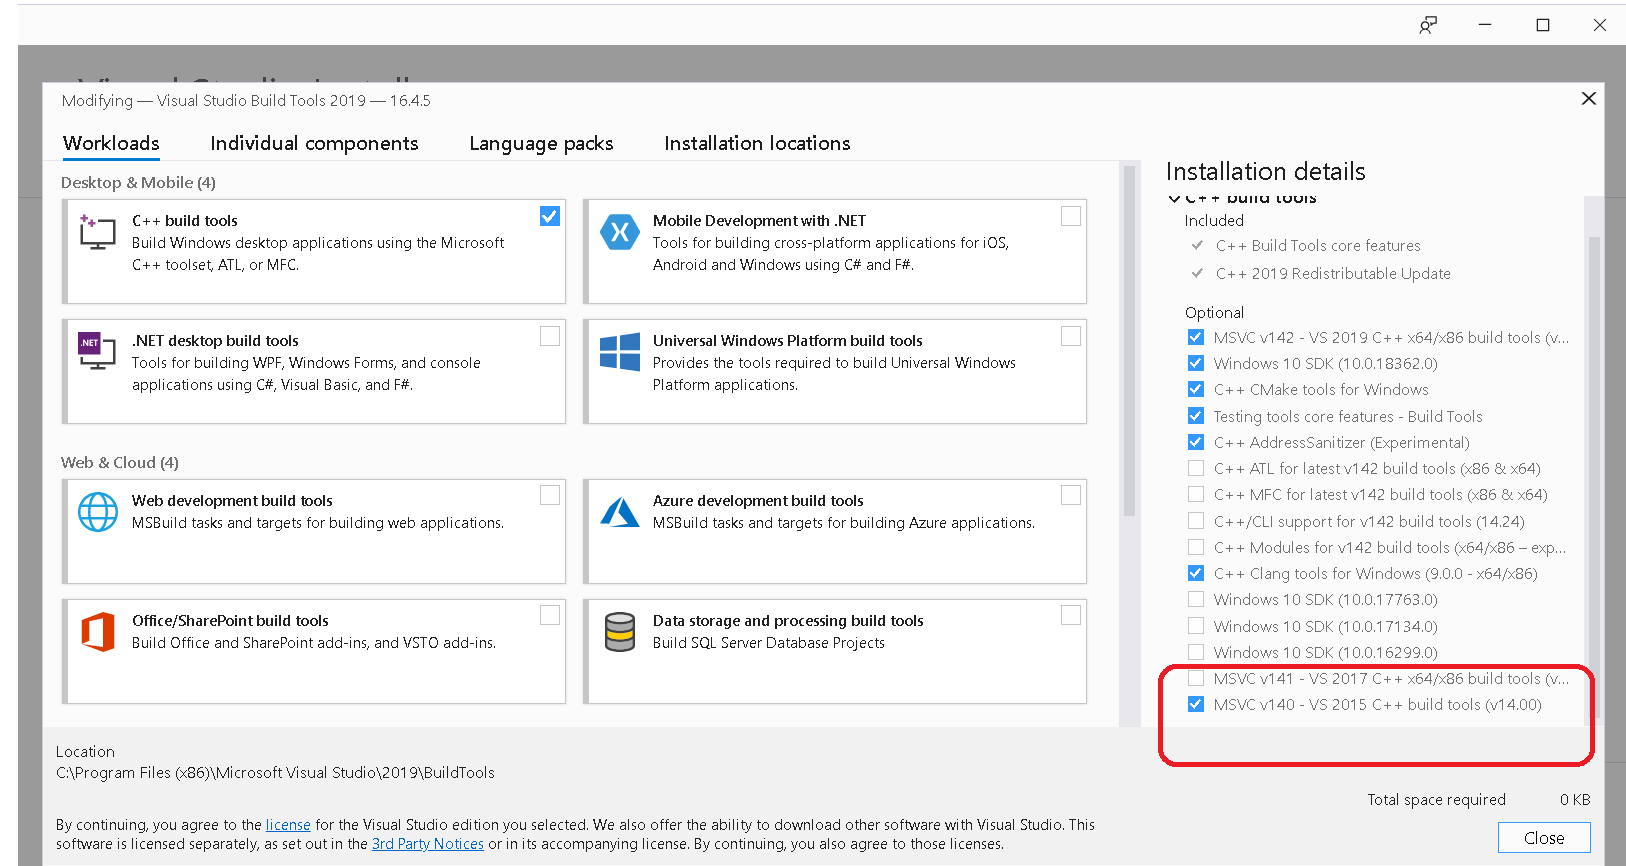 Modifying — Visual Studio Build Tools 2019 — 16.4.5
Workloads
Individual components
Language packs
Installation locations
Desktop & Mobile (4)
C++ build tools
Build Windows desktop applications using the Microsoft
C++ toolset, ATL, or MFC.
Mobile Development with .NET
Tools for building cross-platform applications for iOS,
Android and Windows using C# and F#.
.NET
.NET desktop build tools
Tools for building WPF, Windows Forms, and console
applications using C#, Visual Basic, and F#.
Universal Windows Platform build tools
Provides the tools required to build Universal Windows
Platform applications.
Web & Cloud (4)
Web development build tools
MSBuild tasks and targets for building web applications.
Azure development build tools
MSBuild tasks and targets for building Azure applications.
Office/SharePoint build tools
Build Office and SharePoint add-ins, and VSTO add-ins.
Data storage and processing build tools
Build SQL Server Database Projects
Installation details
C++ build tools
Included
C++ Build Tools core features
C++ 2019 Redistributable Update
Optional
MSVC v142 - VS 2019 C++ x64/x86 build tools (v...
Windows 10 SDK (10.0.18362.0)
C++ CMake tools for Windows
Testing tools core features - Build Tools
C++ AddressSanitizer (Experimental)
C++ ATL for latest v142 build tools (x86 & x64)
C++ MFC for latest v142 build tools (x86 & x64)
C++/CLI support for v142 build tools (14.24)
C++ Modules for v142 build tools (x64/x86 – exp...
C++ Clang tools for Windows (9.0.0 - x64/x86)
Windows 10 SDK (10.0.17763.0)
Windows 10 SDK (10.0.17134.0)
Windows 10 SDK (10.0.16299.0)
MSVC v141 - VS 2017 C++ x64/x86 build tools (v...
MSVC v140 - VS 2015 C++ build tools (v14.00)
Location
C:\Program Files (x86)\Microsoft Visual Studio\2019\BuildTools
Total space required 0 KB
By continuing, you agree to the license for the Visual Studio edition you selected. We also offer the ability to download other software with Visual Studio. This
software is licensed separately, as set out in the 3rd Party Notices or in its accompanying license. By continuing, you also agree to those licenses.
Close